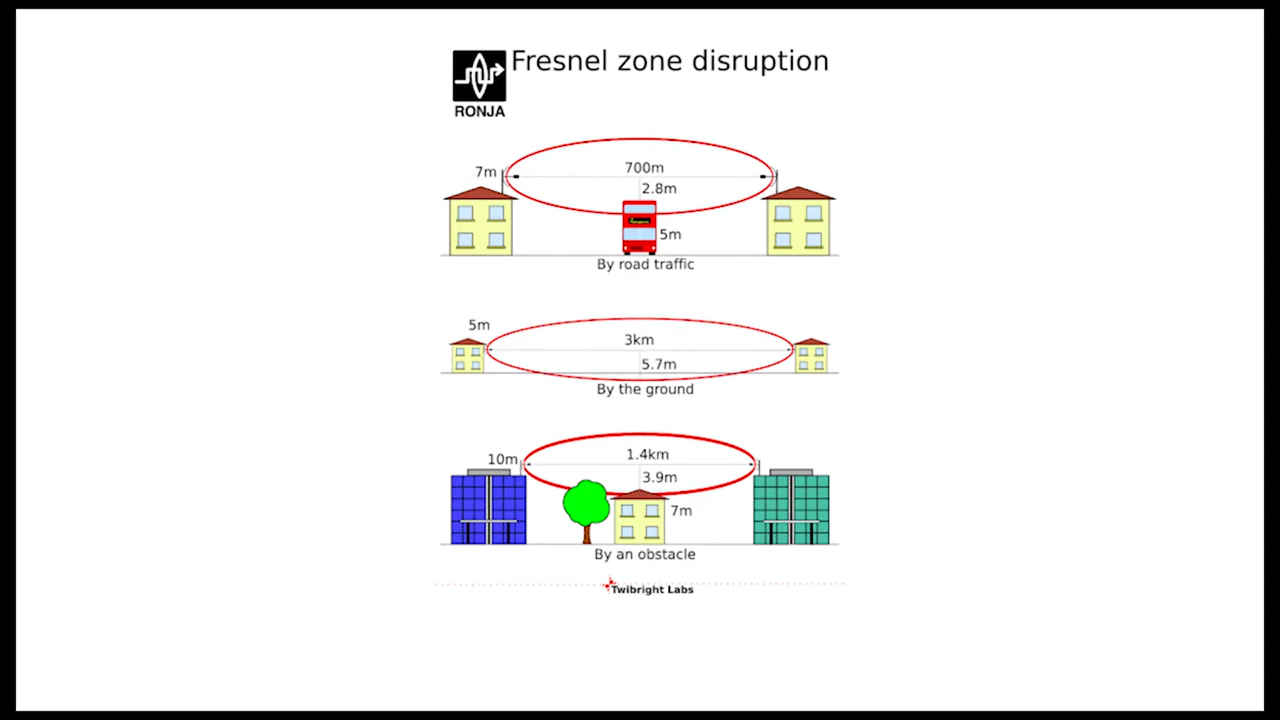 Fresnel zone disruption
RONJA
7m
700m
2.8m
5m
By road traffic
5m
3km
5.7m
By the ground
10m
1.4km
3.9m
7m
By an obstacle
Twibright Labs